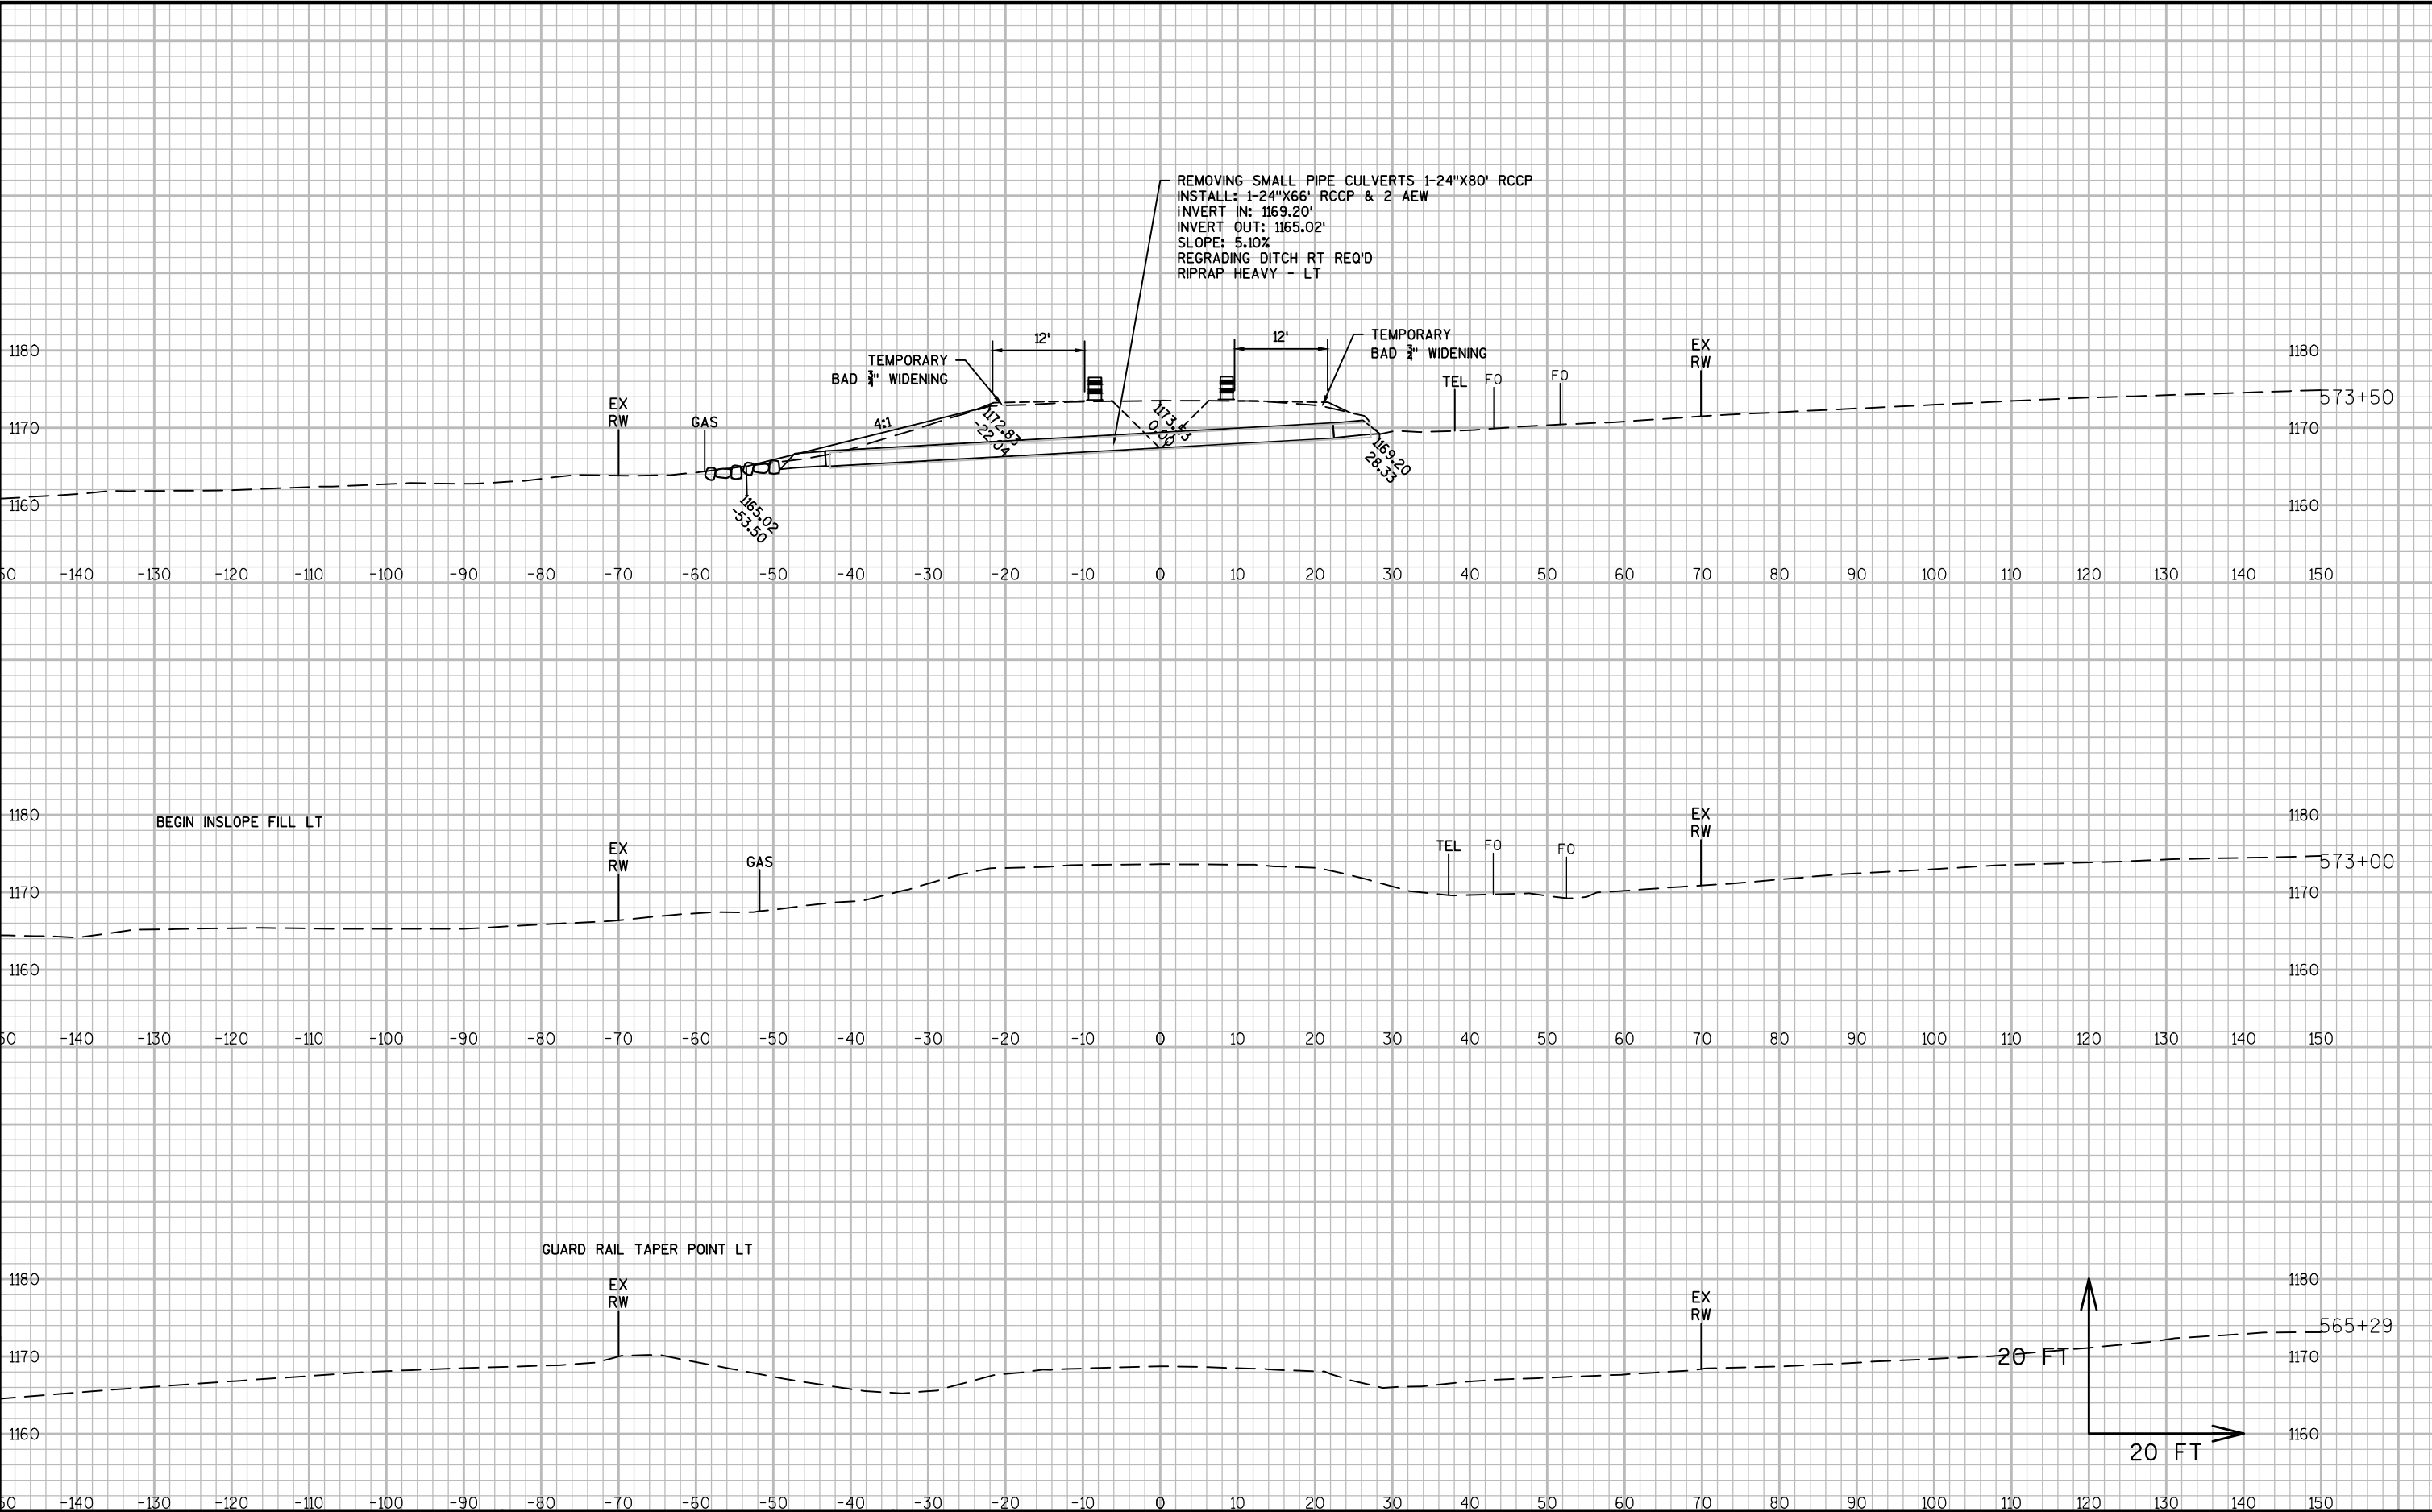 REMOVING SMALL PIPE CULVERTS 1-24"X80' RCCP
INSTALL: 1-24"X66' RCCP & 2 AEW
INVERT IN: 1169.20'
INVERT OUT: 1165.02'
SLOPE: 5.10%
REGRADING DITCH RT REQ'D
RIPRAP HEAVY - LT
12'
12'
TEMPORARY
BAD ¾" WIDENING
TEMPORARY
BAD ¾" WIDENING
1180
1180
EX
RW
EX
RW
GAS
TEL
FO
FO
4:1
573+50
1170
1170
1172.83
-22.04
1173.53
0.00
1169.20
28.33
1165.02
-53.50
1160
1160
50 -140 -130 -120 -110 -100 -90 -80 -70 -60 -50 -40 -30 -20 -10 0 10 20 30 40 50 60 70 80 90 100 110 120 130 140 150
1180
1180
BEGIN INSLOPE FILL LT
EX
RW
GAS
TEL
FO
FO
EX
RW
573+00
1170
1170
1160
1160
50 -140 -130 -120 -110 -100 -90 -80 -70 -60 -50 -40 -30 -20 -10 0 10 20 30 40 50 60 70 80 90 100 110 120 130 140 150
GUARD RAIL TAPER POINT LT
1180
1180
EX
RW
EX
RW
565+29
1170
1170
20 FT
1160
1160
20 FT
50 -140 -130 -120 -110 -100 -90 -80 -70 -60 -50 -40 -30 -20 -10 0 10 20 30 40 50 60 70 80 90 100 110 120 130 140 150